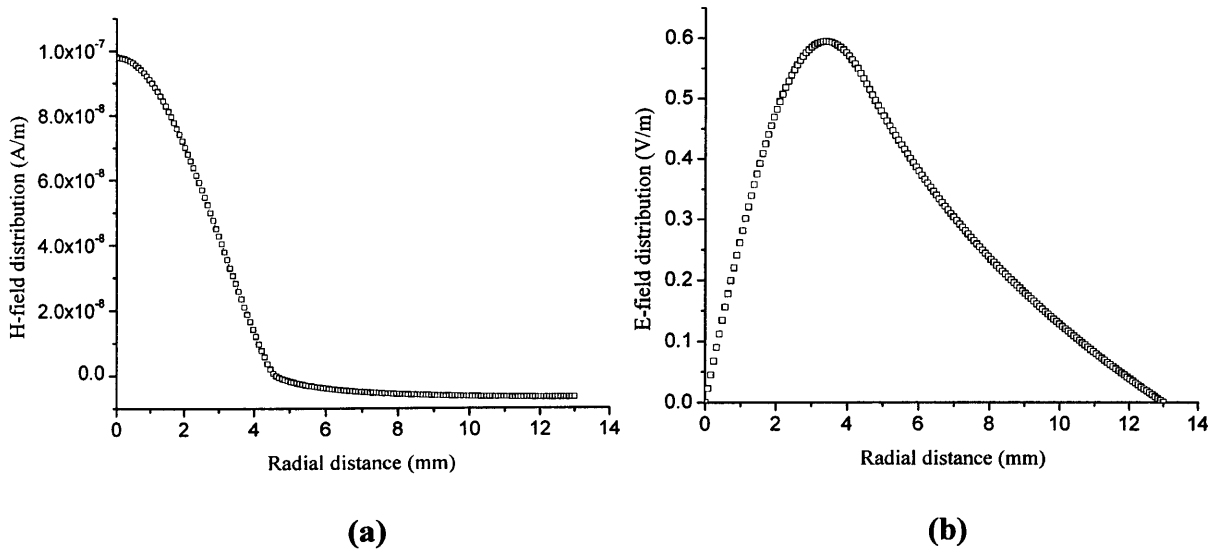 1.0x10⁻⁷
8.0x10⁻⁸
6.0x10⁻⁸
4.0x10⁻⁸
2.0x10⁻⁸
0.0
H-field distribution (A/m)
0 2 4 6 8 10 12 14
Radial distance (mm)
(a)
0.6
0.5
0.4
0.3
0.2
0.1
0.0
E-field distribution (V/m)
0 2 4 6 8 10 12 14
Radial distance (mm)
(b)